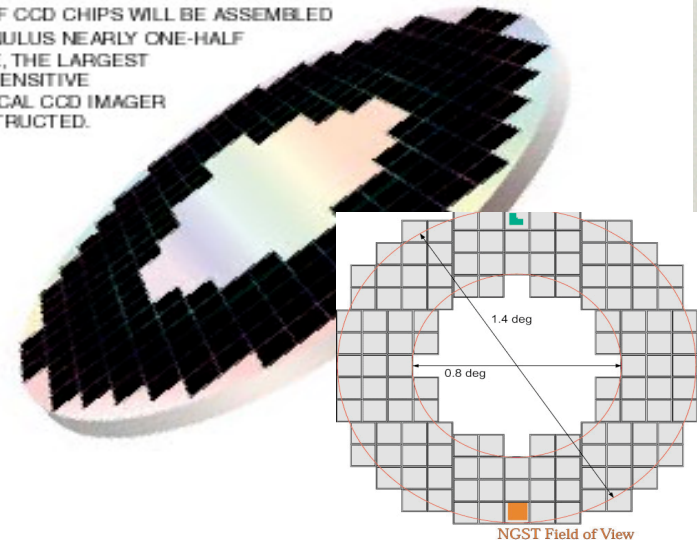 F CCD CHIPS WILL BE ASSEMBLED
NULUS NEARLY ONE-HALF
, THE LARGEST
ENSITIVE
CAL CCD IMAGER
TRUCTED.
1.4 deg
0.8 deg
NGST Field of View